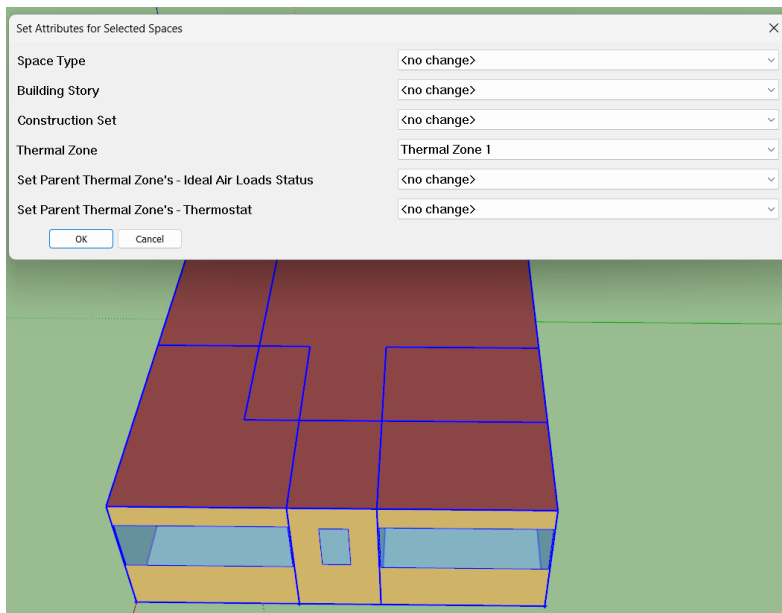 Set Attributes for Selected Spaces
Space Type <no change>
Building Story <no change>
Construction Set <no change>
Thermal Zone Thermal Zone 1
Set Parent Thermal Zone's - Ideal Air Loads Status <no change>
Set Parent Thermal Zone's - Thermostat <no change>
OK Cancel